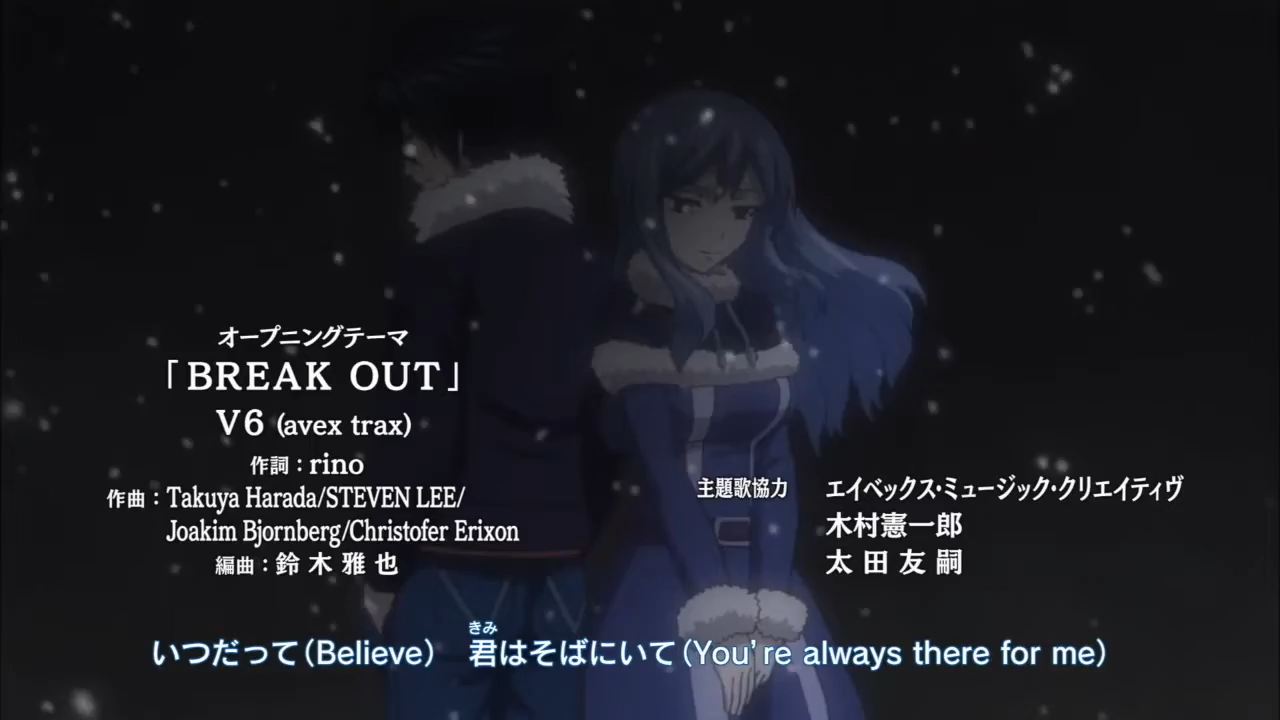 オープニングテーマ
「BREAK OUT」
V6 (avex trax)
作詞：rino
作曲：Takuya Harada/STEVEN LEE/
Joakim Bjornberg/Christofer Erixon
編曲：鈴木雅也
主題歌協力 エイベックス・ミュージック・クリエイティヴ
木村憲一郎
太田友嗣
きみ
いつだって(Believe) 君はそばにいて(You're always there for me)